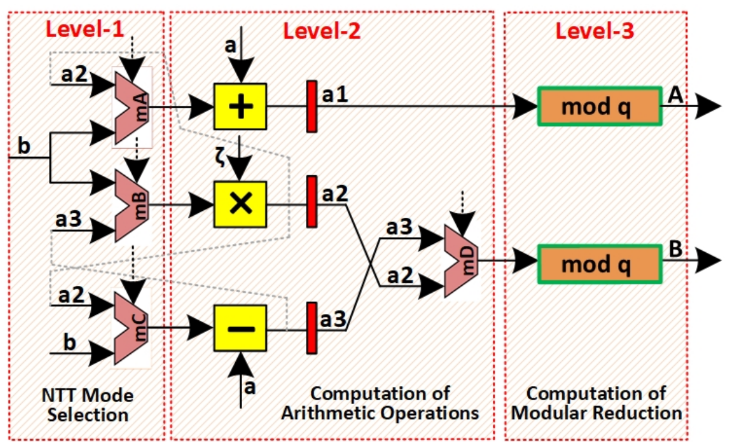 Level-1
Level-2
Level-3
a
a2
mA
+
a1
mod q
A
b
ζ
mB
×
a2
a3
a3
mD
mod q
B
a2
a2
mC
−
a3
b
a
NTT Mode
Selection
Computation of
Arithmetic Operations
Computation of
Modular Reduction